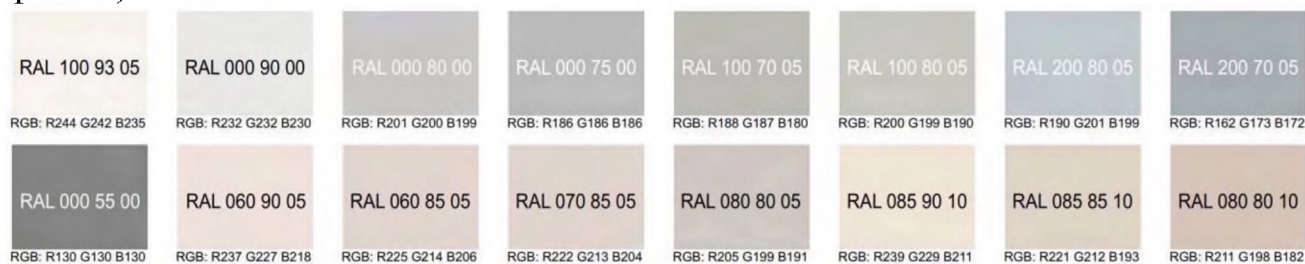 RAL 100 93 05 RAL 000 90 00 RAL 000 80 00 RAL 000 75 00 RAL 100 70 05 RAL 100 80 05 RAL 200 80 05 RAL 200 70 05
RGB: R244 G242 B235 RGB: R232 G232 B230 RGB: R201 G200 B199 RGB: R186 G186 B186 RGB: R188 G187 B180 RGB: R200 G199 B190 RGB: R190 G201 B199 RGB: R162 G173 B172
RAL 000 55 00 RAL 060 90 05 RAL 060 85 05 RAL 070 85 05 RAL 080 80 05 RAL 085 90 10 RAL 085 85 10 RAL 080 80 10
RGB: R130 G130 B130 RGB: R237 G227 B218 RGB: R225 G214 B206 RGB: R222 G213 B204 RGB: R205 G199 B191 RGB: R239 G229 B211 RGB: R221 G212 B193 RGB: R211 G198 B182